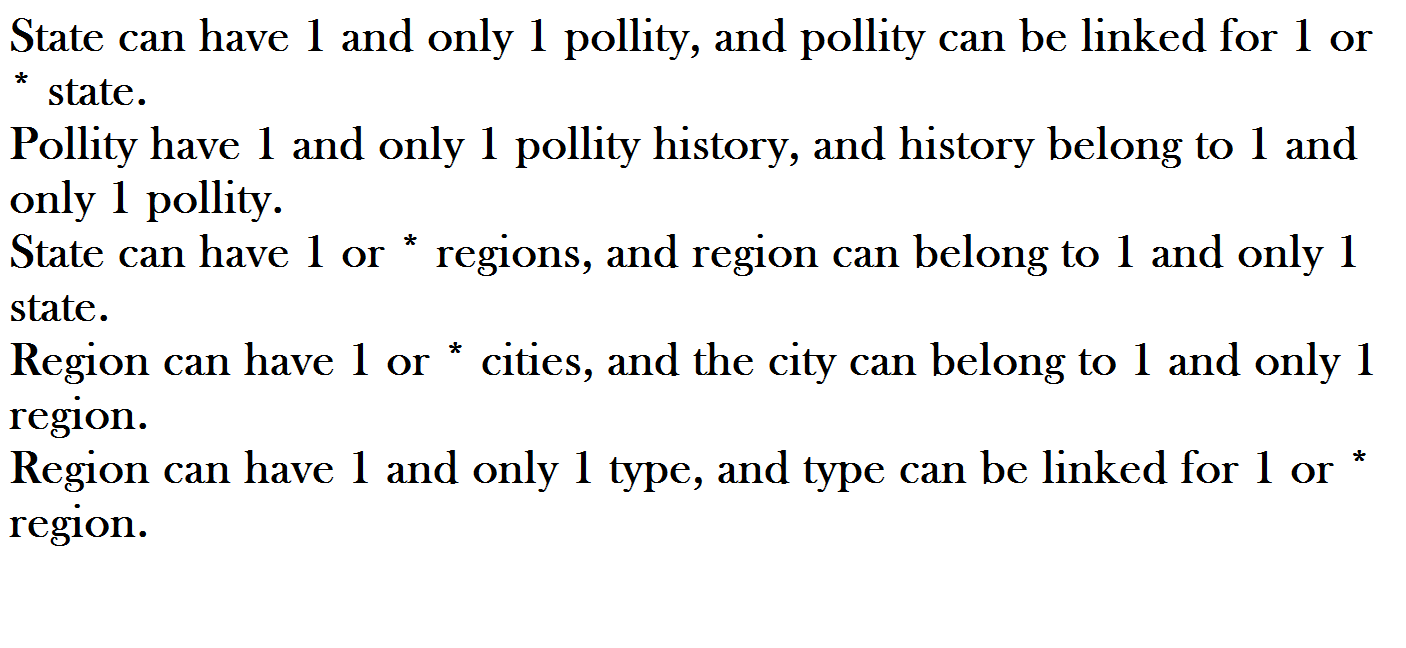 State can have 1 and only 1 pollity, and pollity can be linked for 1 or
* state.
Pollity have 1 and only 1 pollity history, and history belong to 1 and
only 1 pollity.
State can have 1 or * regions, and region can belong to 1 and only 1
state.
Region can have 1 or * cities, and the city can belong to 1 and only 1
region.
Region can have 1 and only 1 type, and type can be linked for 1 or *
region.